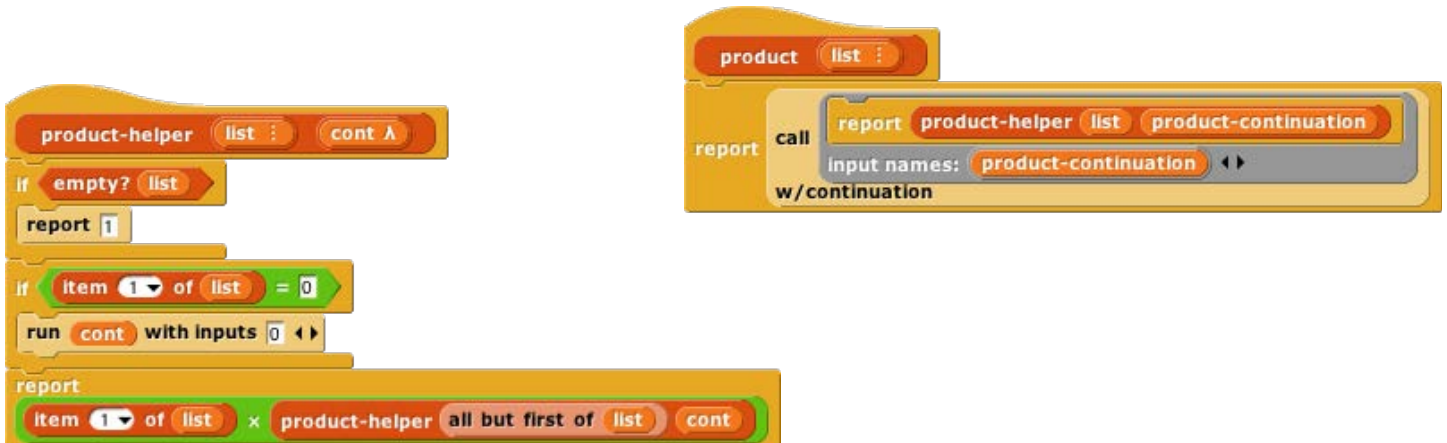 product-helper list ⋮ cont λ
if empty? list
report 1
if item 1 of list = 0
run cont with inputs 0
report
item 1 of list × product-helper all but first of list cont
product list ⋮
report call report product-helper list product-continuation
input names: product-continuation
w/continuation